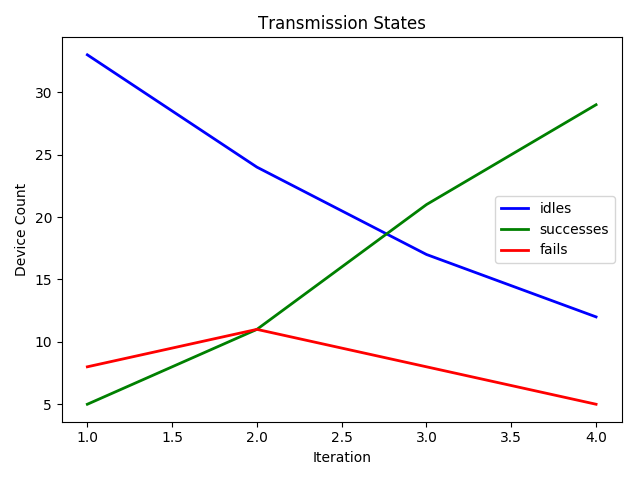 Transmission States
Device Count
30
25
20
15
10
5
idles
successes
fails
1.0 1.5 2.0 2.5 3.0 3.5 4.0
Iteration